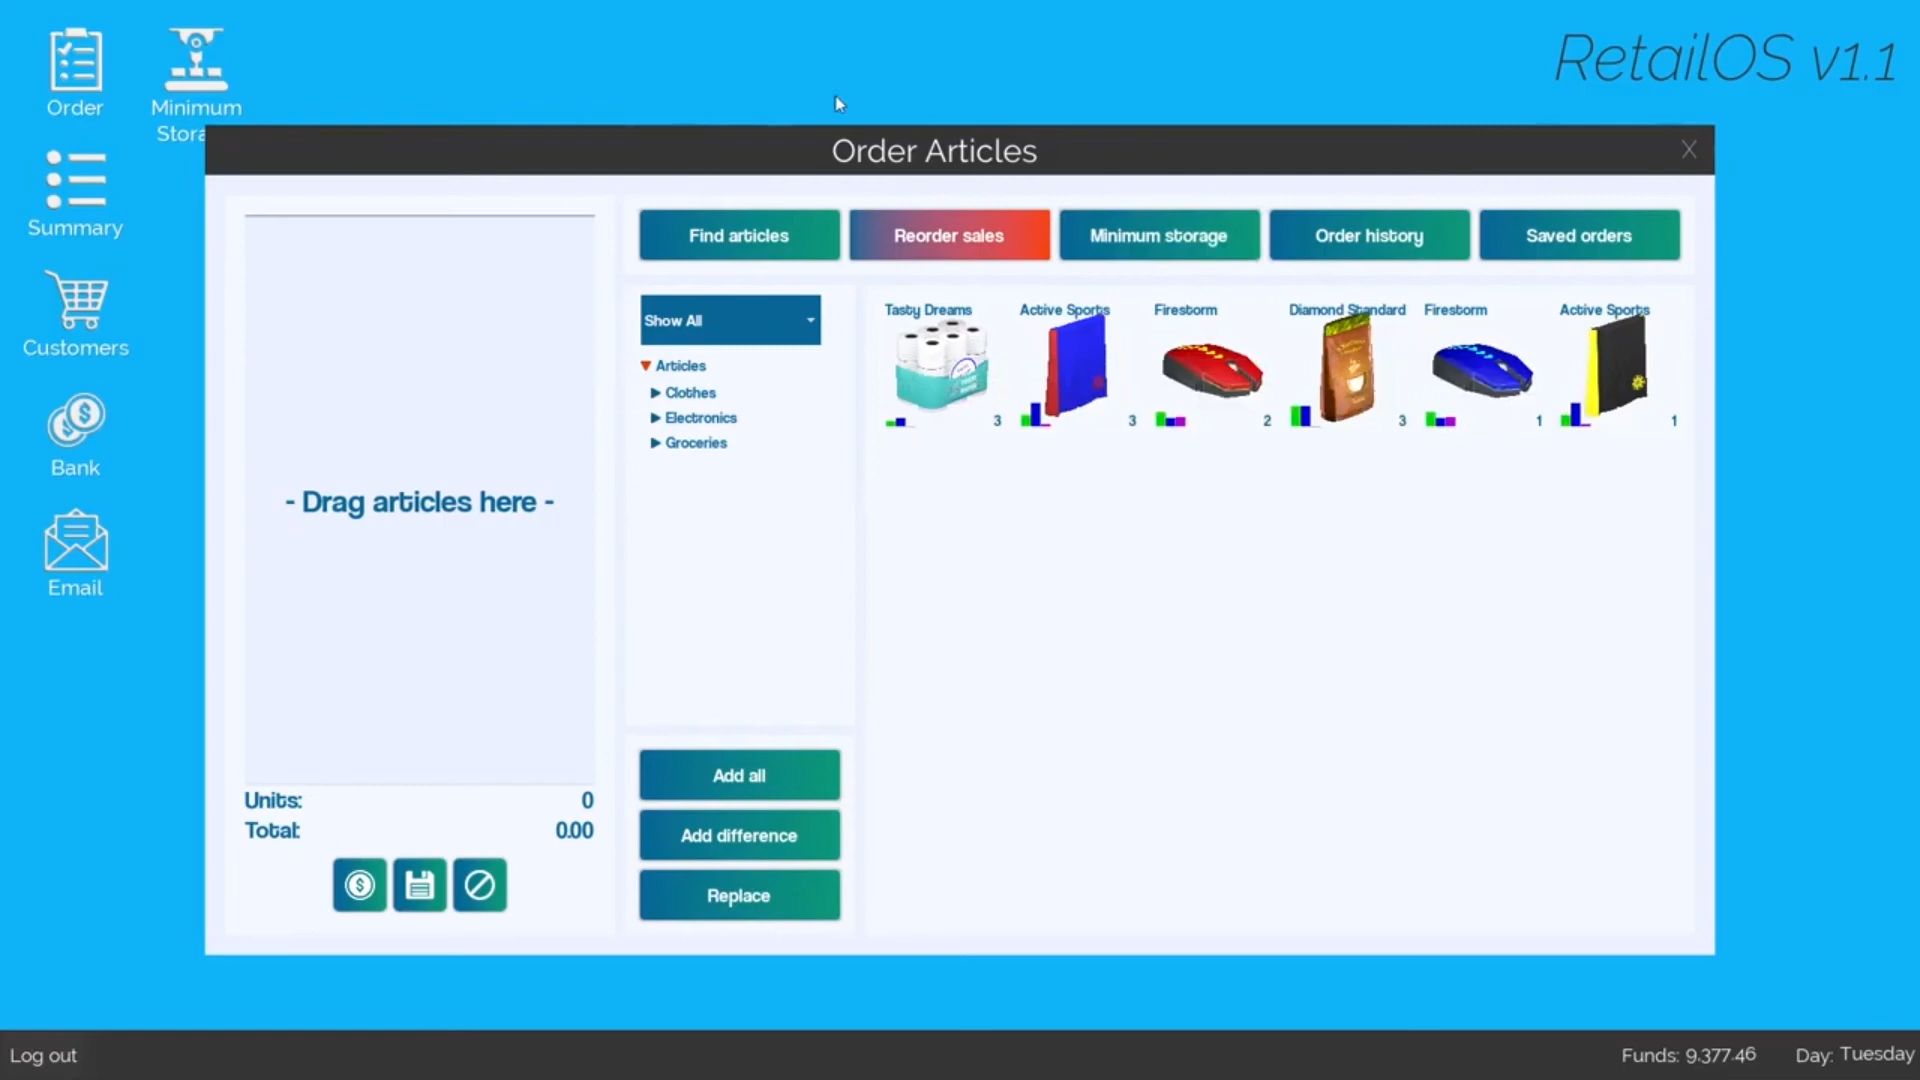 RetailOS v1.1
Order
Minimum
Stora
Summary
Customers
Bank
Email
Order Articles
X
Find articles
Reorder sales
Minimum storage
Order history
Saved orders
- Drag articles here -
Units: 0
Total: 0.00
Show All
Articles
Clothes
Electronics
Groceries
Add all
Add difference
Replace
Tasty Dreams
3
Active Sports
3
Firestorm
2
Diamond Standard
3
Firestorm
1
Active Sports
1
Log out
Funds: 9.377.46
Day: Tuesday